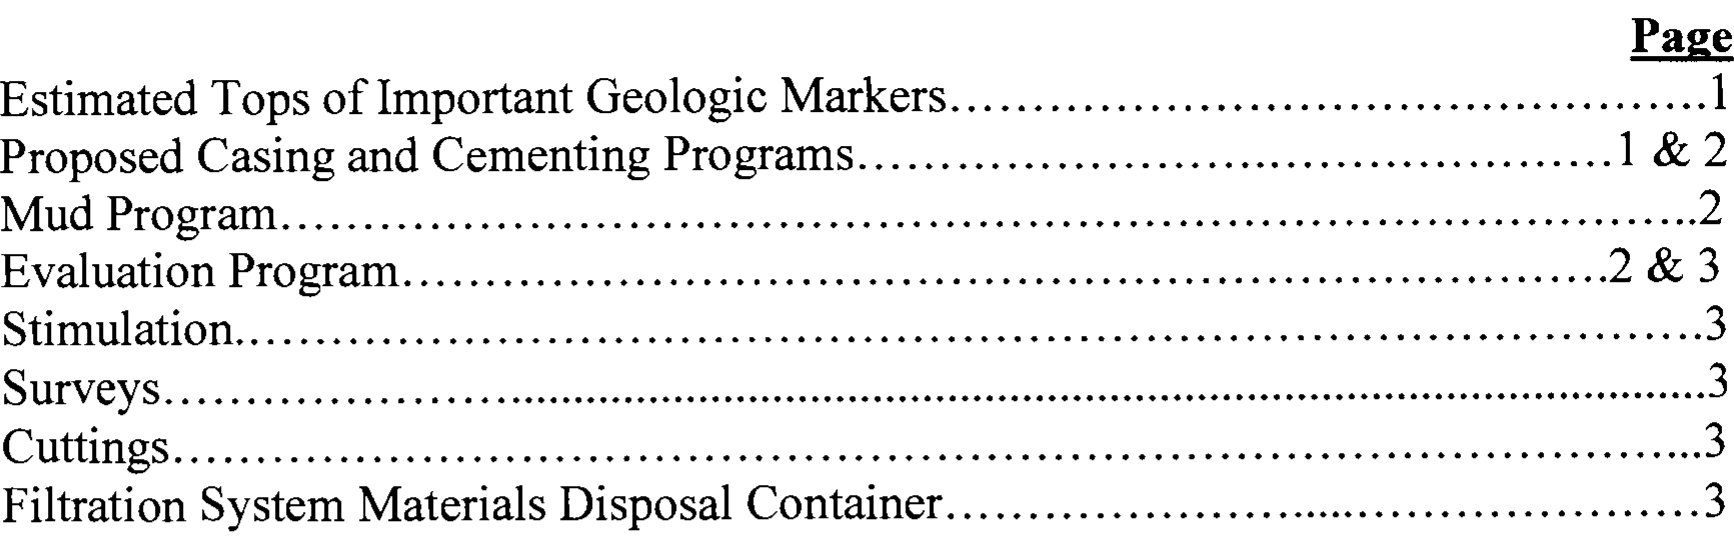 Page
Estimated Tops of Important Geologic Markers..............................................1
Proposed Casing and Cementing Programs..............................................1 & 2
Mud Program......................................................................................2
Evaluation Program.........................................................................2 & 3
Stimulation.........................................................................................3
Surveys..............................................................................................3
Cuttings.............................................................................................3
Filtration System Materials Disposal Container..............................................3